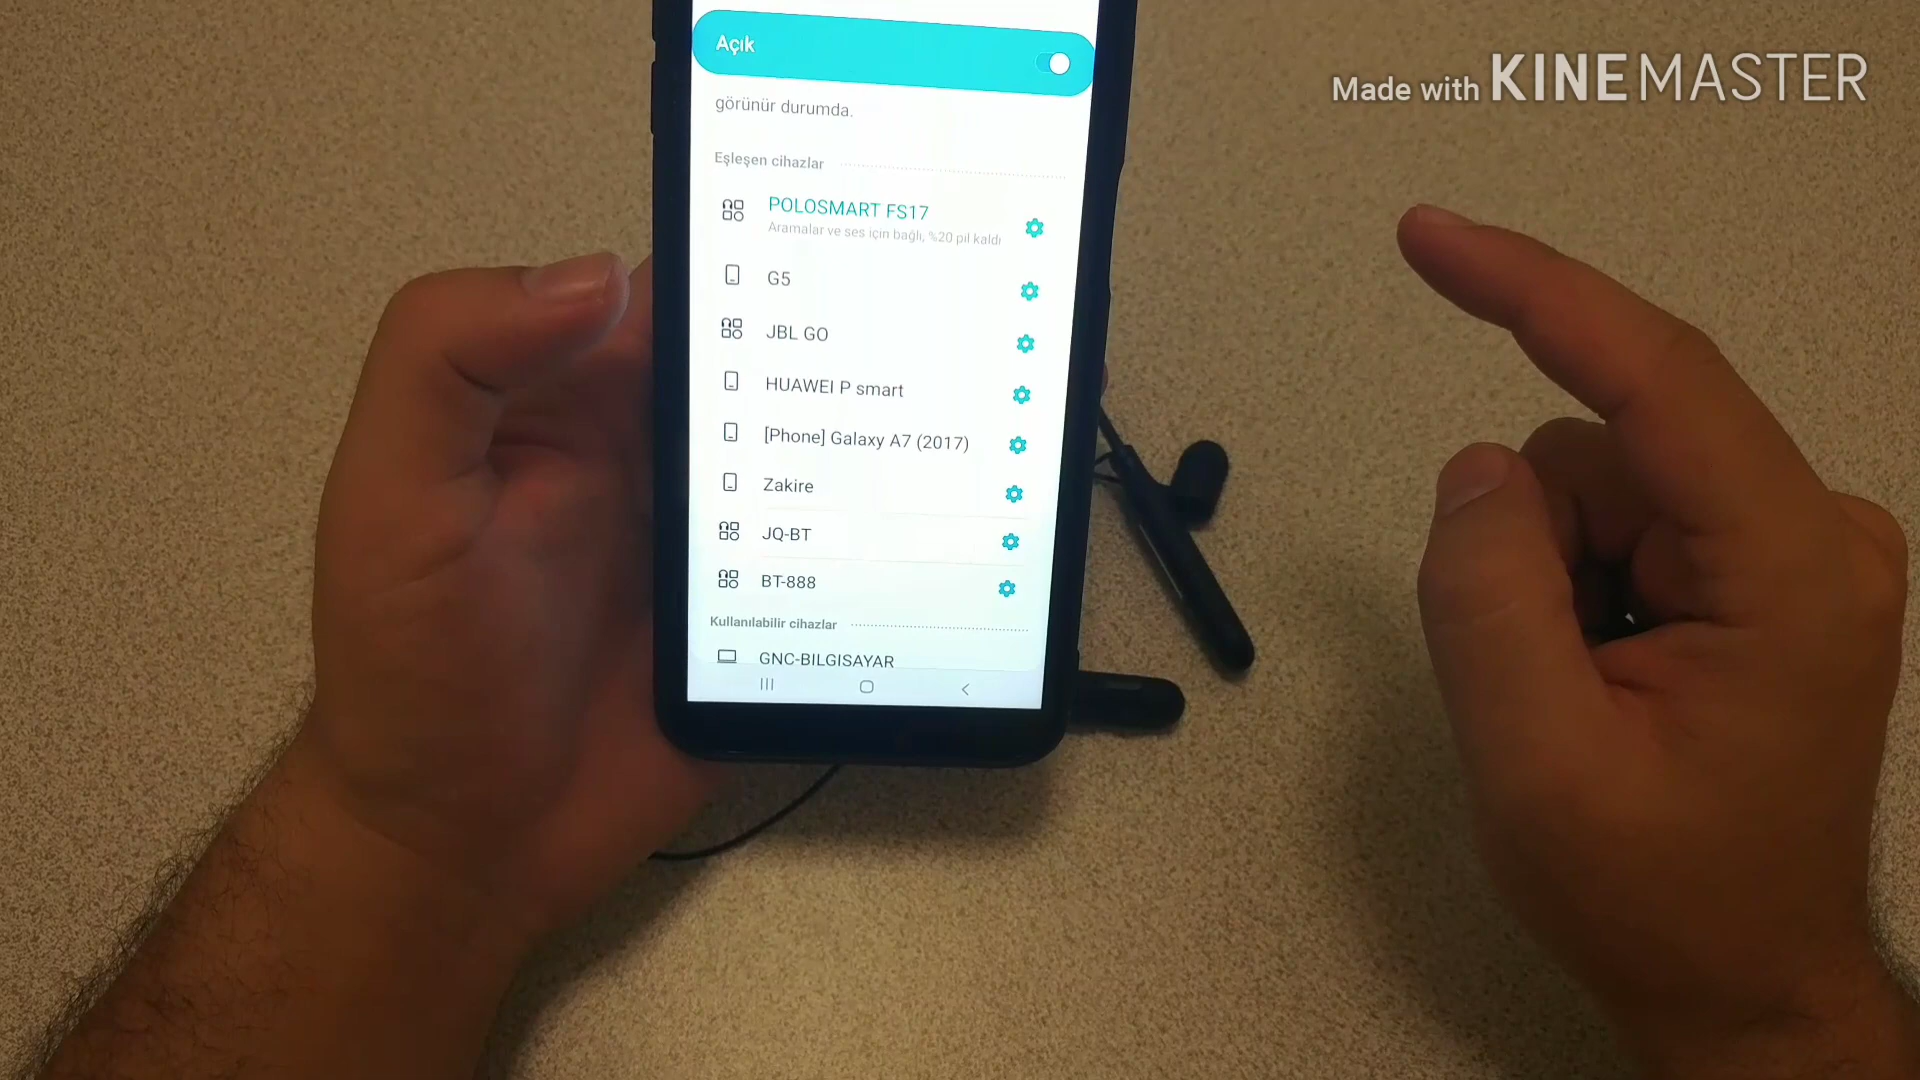 Made with KINEMASTER
Açık
görünür durumda.
Eşleşen cihazlar
POLOSMART FS17
Aramalar ve ses için bağlı, %20 pil kaldı
G5
JBL GO
HUAWEI P smart
[Phone] Galaxy A7 (2017)
Zakire
JQ-BT
BT-888
Kullanılabilir cihazlar
GNC-BILGISAYAR